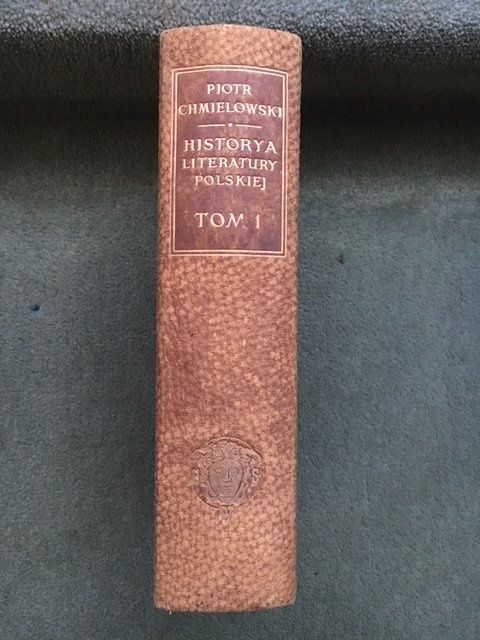 PIOTR
CHMIELOWSKI
HISTORYA
LITERATURY
POLSKIEJ
TOM 1